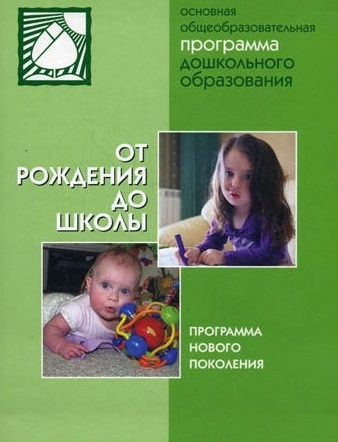 основная
общеобразовательная
программа
дошкольного
образования
ОТ
РОЖДЕНИЯ
ДО
ШКОЛЫ
ПРОГРАММА
НОВОГО
ПОКОЛЕНИЯ